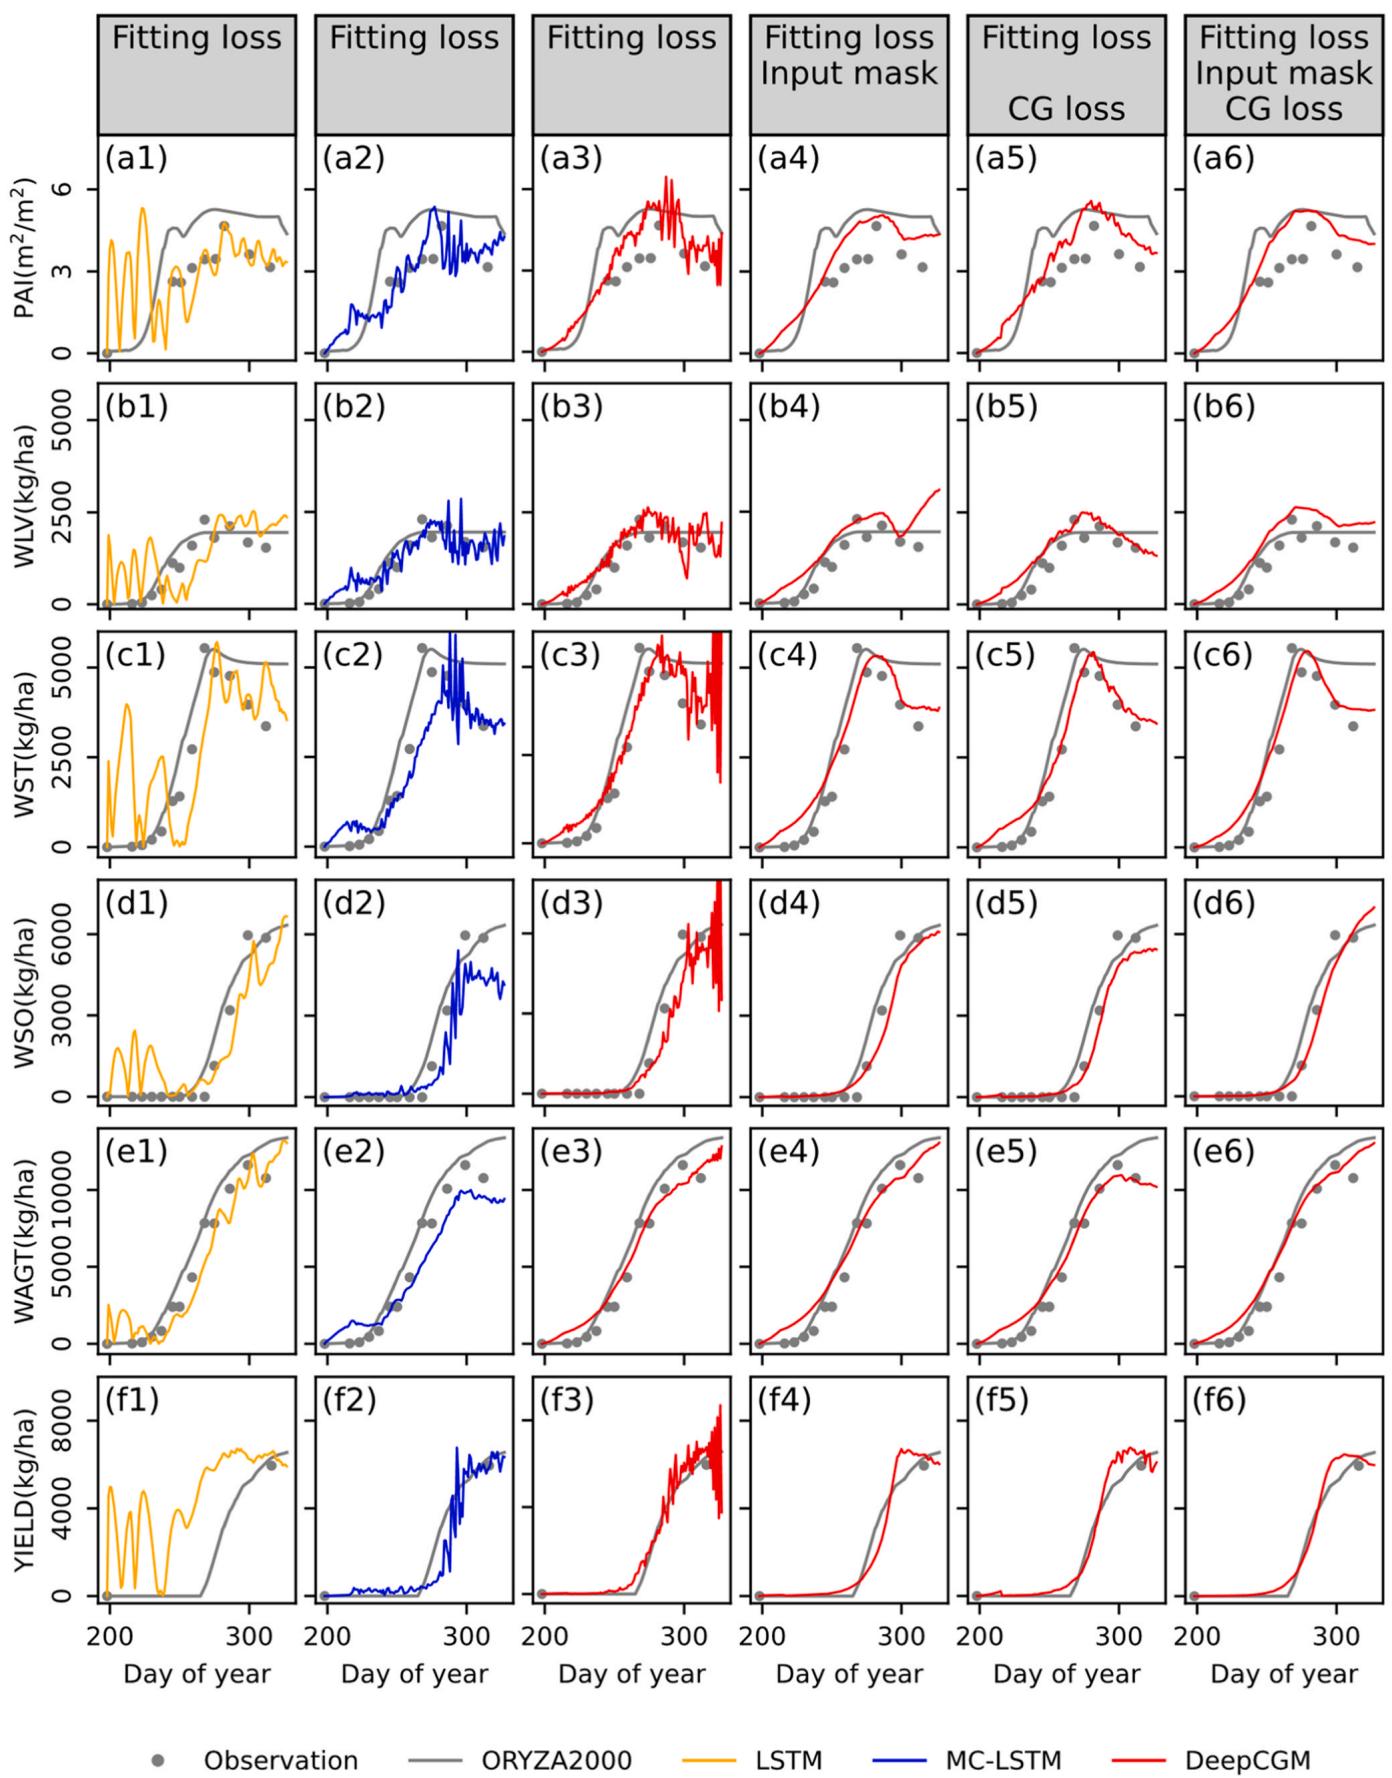 Fitting loss
Fitting loss
Fitting loss
Fitting loss
Input mask
Fitting loss
CG loss
Fitting loss
Input mask
CG loss
PAI(m²/m²)
6
3
0
(a1)
(a2)
(a3)
(a4)
(a5)
(a6)
WLV(kg/ha)
5000
2500
0
(b1)
(b2)
(b3)
(b4)
(b5)
(b6)
WST(kg/ha)
5000
2500
0
(c1)
(c2)
(c3)
(c4)
(c5)
(c6)
WSO(kg/ha)
6000
3000
0
(d1)
(d2)
(d3)
(d4)
(d5)
(d6)
WAGT(kg/ha)
10000
5000
0
(e1)
(e2)
(e3)
(e4)
(e5)
(e6)
YIELD(kg/ha)
8000
4000
0
(f1)
(f2)
(f3)
(f4)
(f5)
(f6)
200 300 200 300 200 300 200 300 200 300 200 300
Day of year Day of year Day of year Day of year Day of year Day of year
Observation ORYZA2000 LSTM MC-LSTM DeepCGM